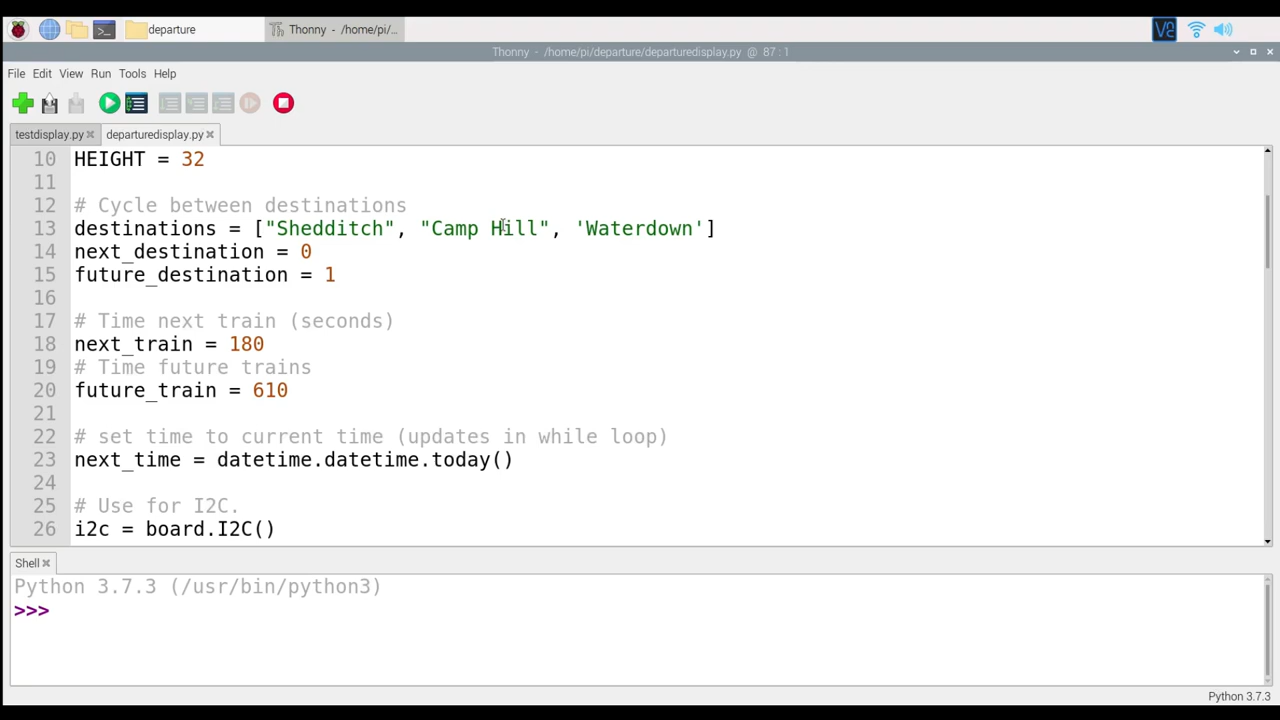 departure
Thonny - /home/pi/...
VC
Thonny - /home/pi/departure/departuredisplay.py @ 87 : 1
File Edit View Run Tools Help
testdisplay.py departuredisplay.py
10 HEIGHT = 32
11
12 # Cycle between destinations
13 destinations = ["Shedditch", "Camp Hill", 'Waterdown']
14 next_destination = 0
15 future_destination = 1
16
17 # Time next train (seconds)
18 next_train = 180
19 # Time future trains
20 future_train = 610
21
22 # set time to current time (updates in while loop)
23 next_time = datetime.datetime.today()
24
25 # Use for I2C.
26 i2c = board.I2C()
Shell
Python 3.7.3 (/usr/bin/python3)
>>>
Python 3.7.3